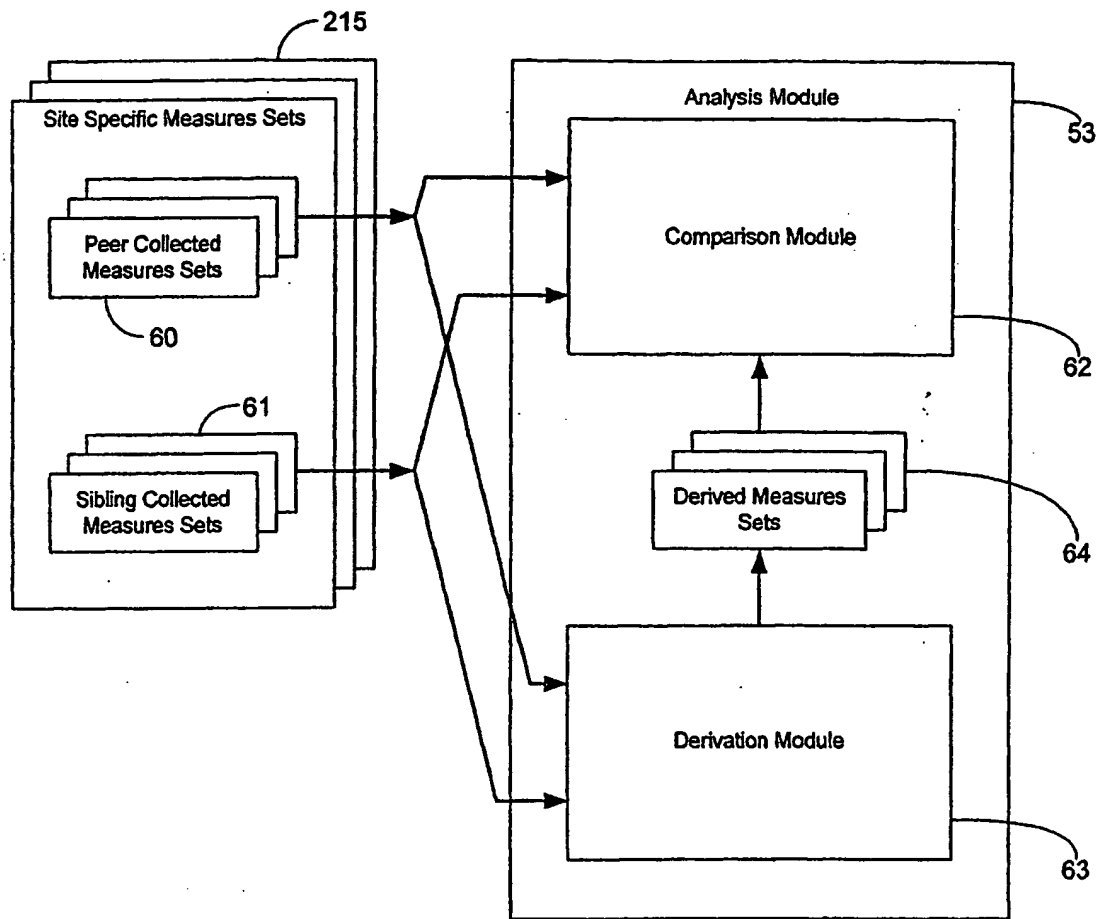 215
Site Specific Measures Sets
Peer Collected
Measures Sets
60
61
Sibling Collected
Measures Sets
Analysis Module
53
Comparison Module
62
Derived Measures
Sets
64
Derivation Module
63